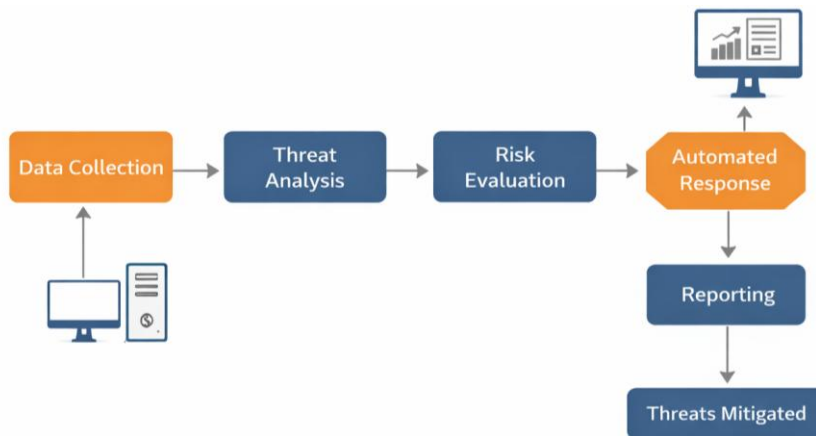 Data Collection
Threat
Analysis
Risk
Evaluation
Automated
Response
Reporting
Threats Mitigated